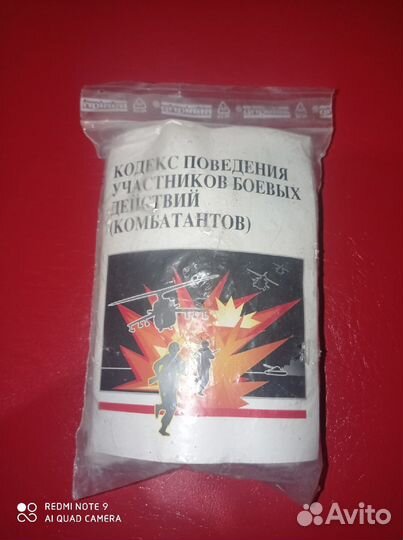 КОДЕКС ПОВЕДЕНИЯ
УЧАСТНИКОВ БОЕВЫХ
ДЕЙСТВИЙ
(КОМБАТАНТОВ)
REDMI NOTE 9
AI QUAD CAMERA
Avito